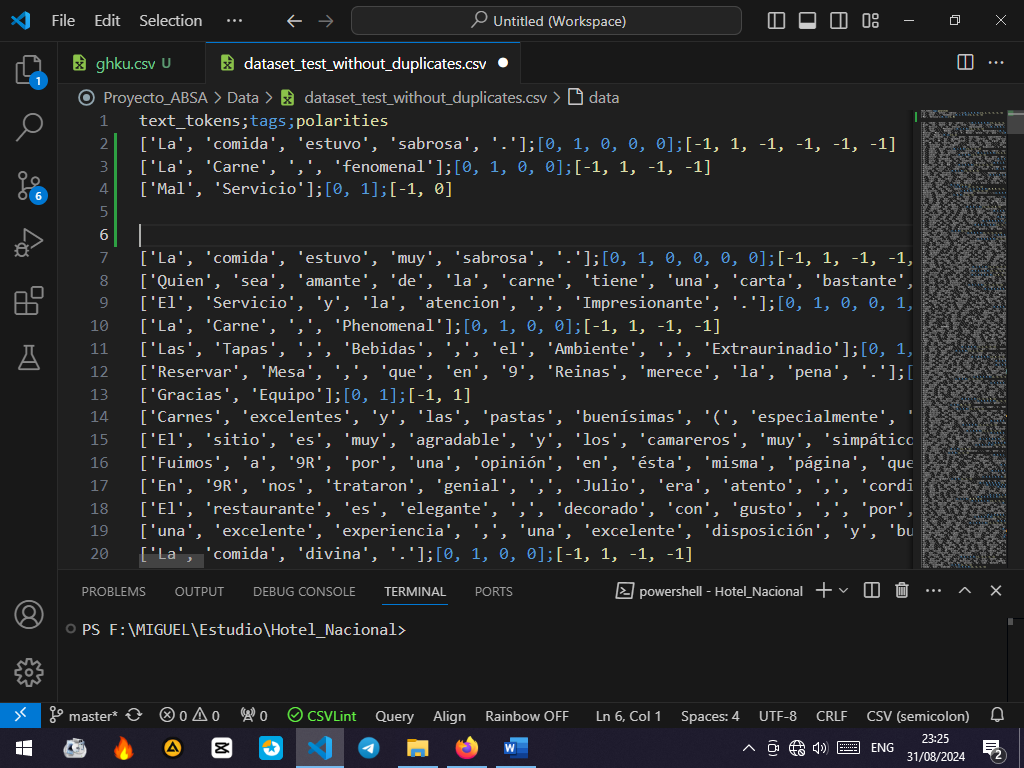 File Edit Selection ··· Untitled (Workspace)
ghku.csv U dataset_test_without_duplicates.csv
Proyecto_ABSA > Data > dataset_test_without_duplicates.csv > data
1 text_tokens;tags;polarities
2 ['La', 'comida', 'estuvo', 'sabrosa', '.'];[0, 1, 0, 0, 0];[-1, 1, -1, -1, -1, -1]
3 ['La', 'Carne', ',', 'fenomenal'];[0, 1, 0, 0];[-1, 1, -1, -1]
4 ['Mal', 'Servicio'];[0, 1];[-1, 0]
5
6
7 ['La', 'comida', 'estuvo', 'muy', 'sabrosa', '.'];[0, 1, 0, 0, 0, 0];[-1, 1, -1, -1,
8 ['Quien', 'sea', 'amante', 'de', 'la', 'carne', 'tiene', 'una', 'carta', 'bastante',
9 ['El', 'Servicio', 'y', 'la', 'atencion', ',', 'Impresionante', '.'];[0, 1, 0, 0, 1,
10 ['La', 'Carne', ',', 'Phenomenal'];[0, 1, 0, 0];[-1, 1, -1, -1]
11 ['Las', 'Tapas', ',', 'Bebidas', ',', 'el', 'Ambiente', ',', 'Extraurinadio'];[0, 1,
12 ['Reservar', 'Mesa', ',', 'que', 'en', '9', 'Reinas', 'merece', 'la', 'pena', '.'];[
13 ['Gracias', 'Equipo'];[0, 1];[-1, 1]
14 ['Carnes', 'excelentes', 'y', 'las', 'pastas', 'buenísimas', '(', 'especialmente', '
15 ['El', 'sitio', 'es', 'muy', 'agradable', 'y', 'los', 'camareros', 'muy', 'simpático
16 ['Fuimos', 'a', '9R', 'por', 'una', 'opinión', 'en', 'ésta', 'misma', 'página', 'que
17 ['En', '9R', 'nos', 'trataron', 'genial', ',', 'Julio', 'era', 'atento', ',', 'cordi
18 ['El', 'restaurante', 'es', 'elegante', ',', 'decorado', 'con', 'gusto', ',', 'por',
19 ['una', 'excelente', 'experiencia', ',', 'una', 'excelente', 'disposición', 'y', 'bu
20 ['La', 'comida', 'divina', '.'];[0, 1, 0, 0];[-1, 1, -1, -1]
PROBLEMS OUTPUT DEBUG CONSOLE TERMINAL PORTS powershell - Hotel_Nacional
PS F:\MIGUEL\Estudio\Hotel_Nacional>
master* 0 0 0 CSVLint Query Align Rainbow OFF Ln 6, Col 1 Spaces: 4 UTF-8 CRLF CSV (semicolon)
ENG 23:25
31/08/2024 2
1
6